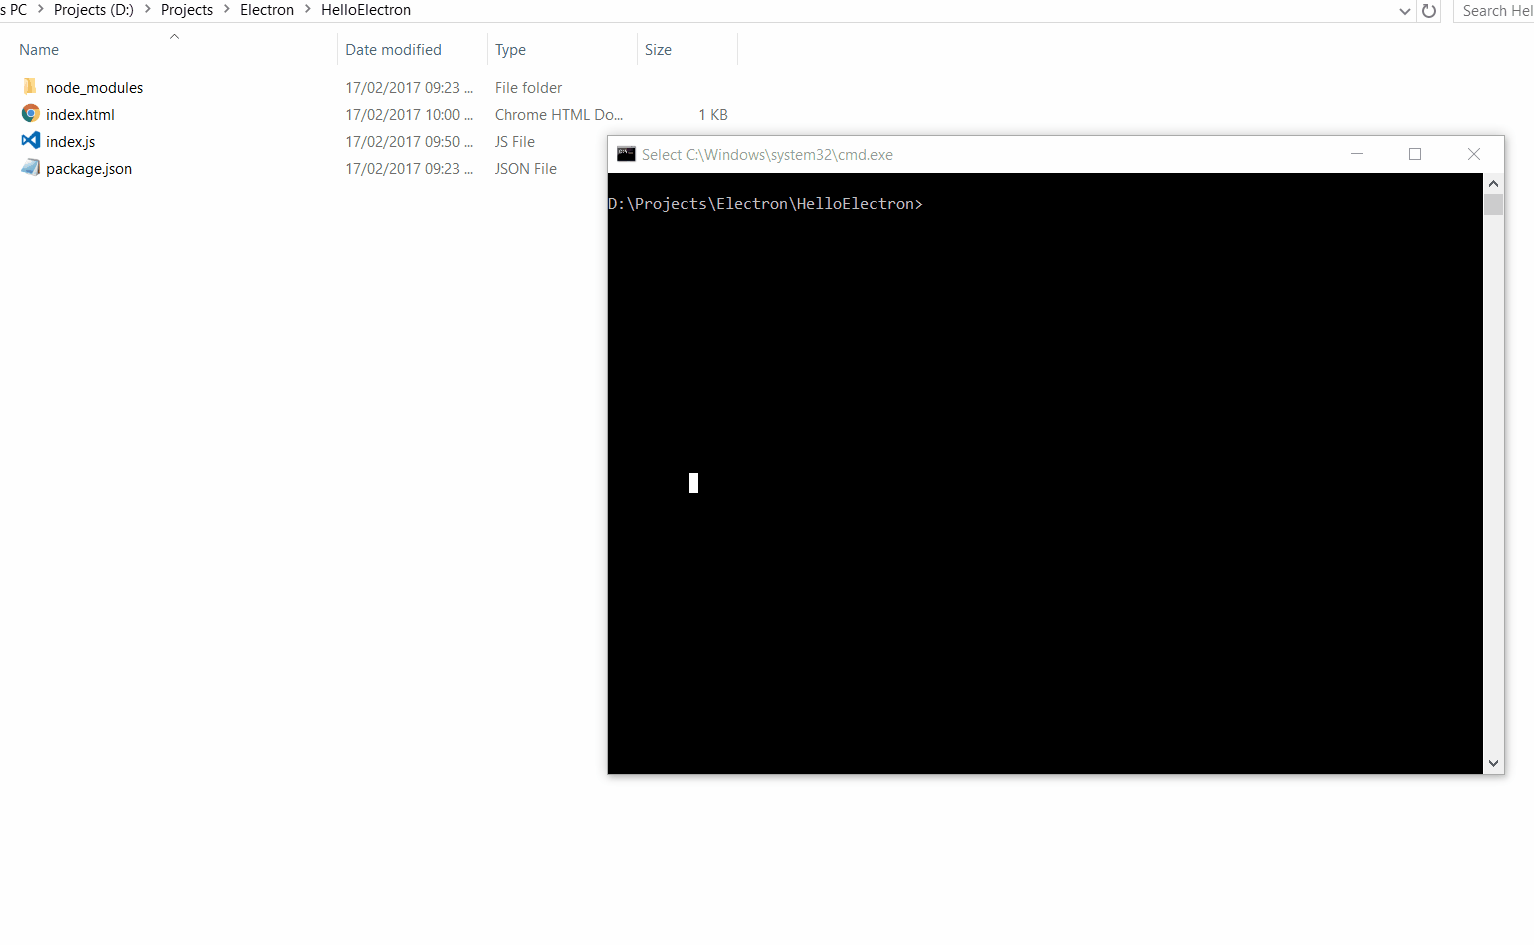 s PC > Projects (D:) > Projects > Electron > HelloElectron
Search Hel
Name Date modified Type Size
node_modules 17/02/2017 09:23 ... File folder
index.html 17/02/2017 10:00 ... Chrome HTML Do... 1 KB
index.js 17/02/2017 09:50 ... JS File
package.json 17/02/2017 09:23 ... JSON File
Select C:\Windows\system32\cmd.exe
D:\Projects\Electron\HelloElectron>